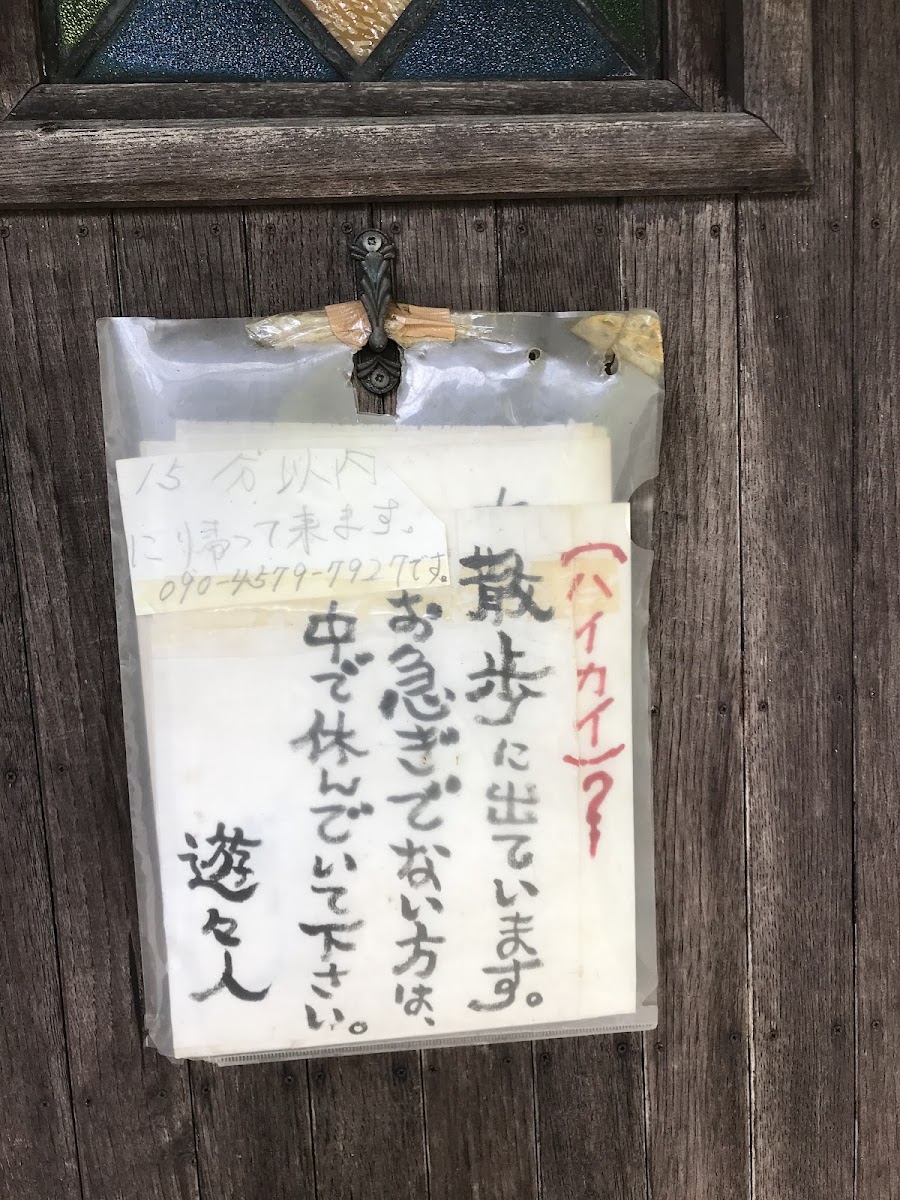 (ハイカイ)?
散歩に出ています。
お急ぎでない方は、
中で休んでいて下さい。
遊々人
15分以内
に帰って来ます。
090-4579-7927です。